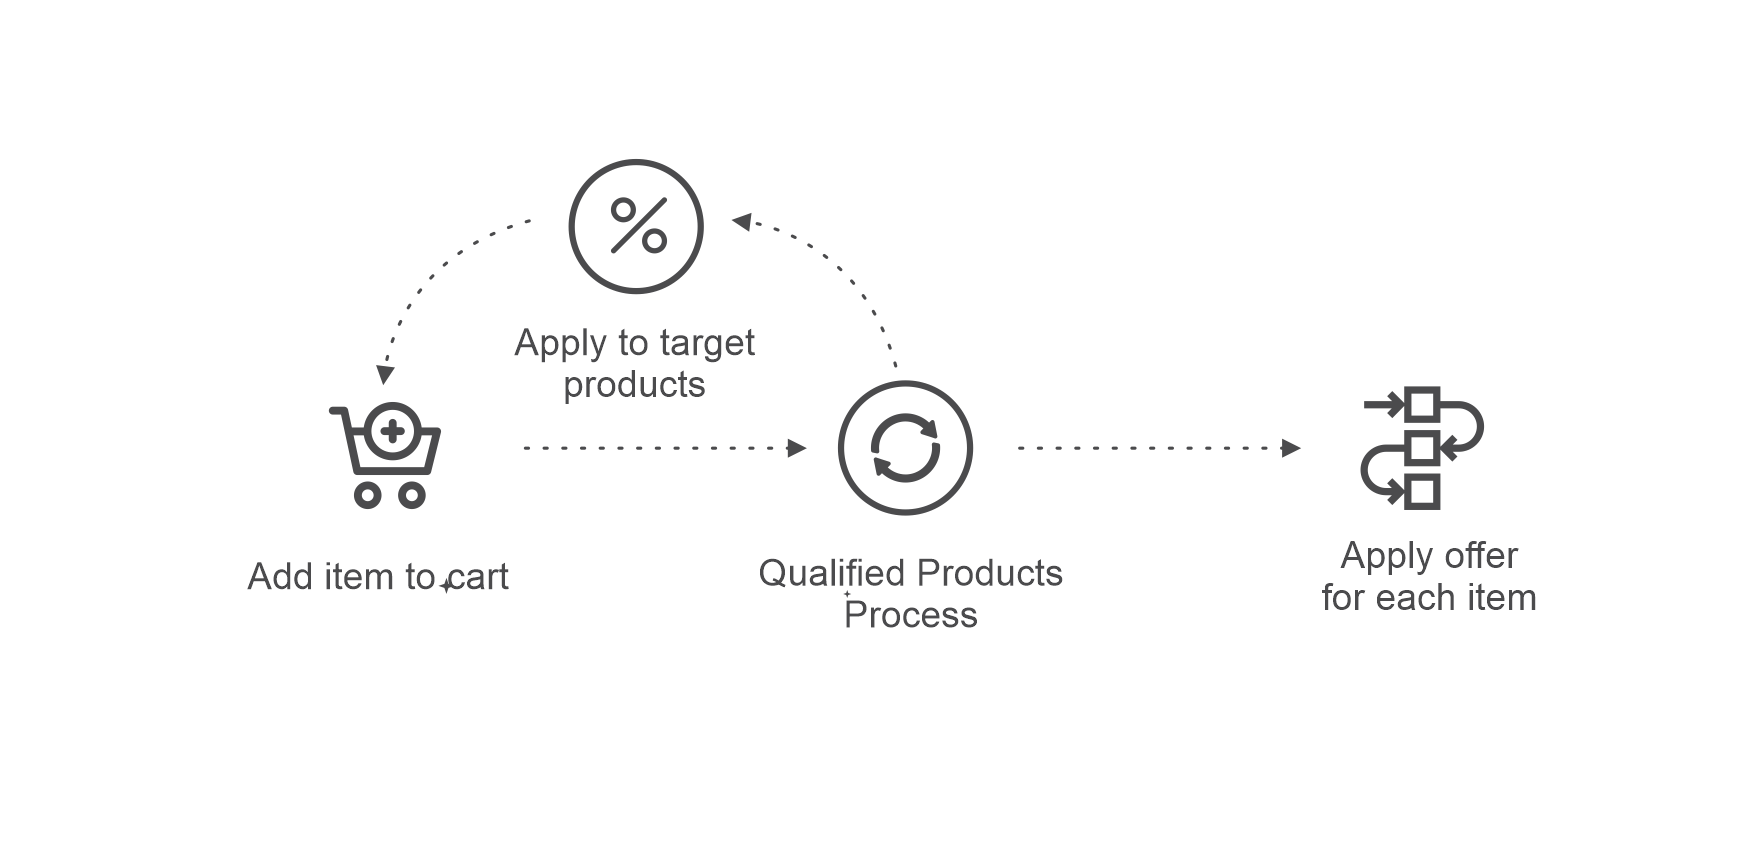 Apply to target
products
Add item to cart
Qualified Products
Process
Apply offer
for each item